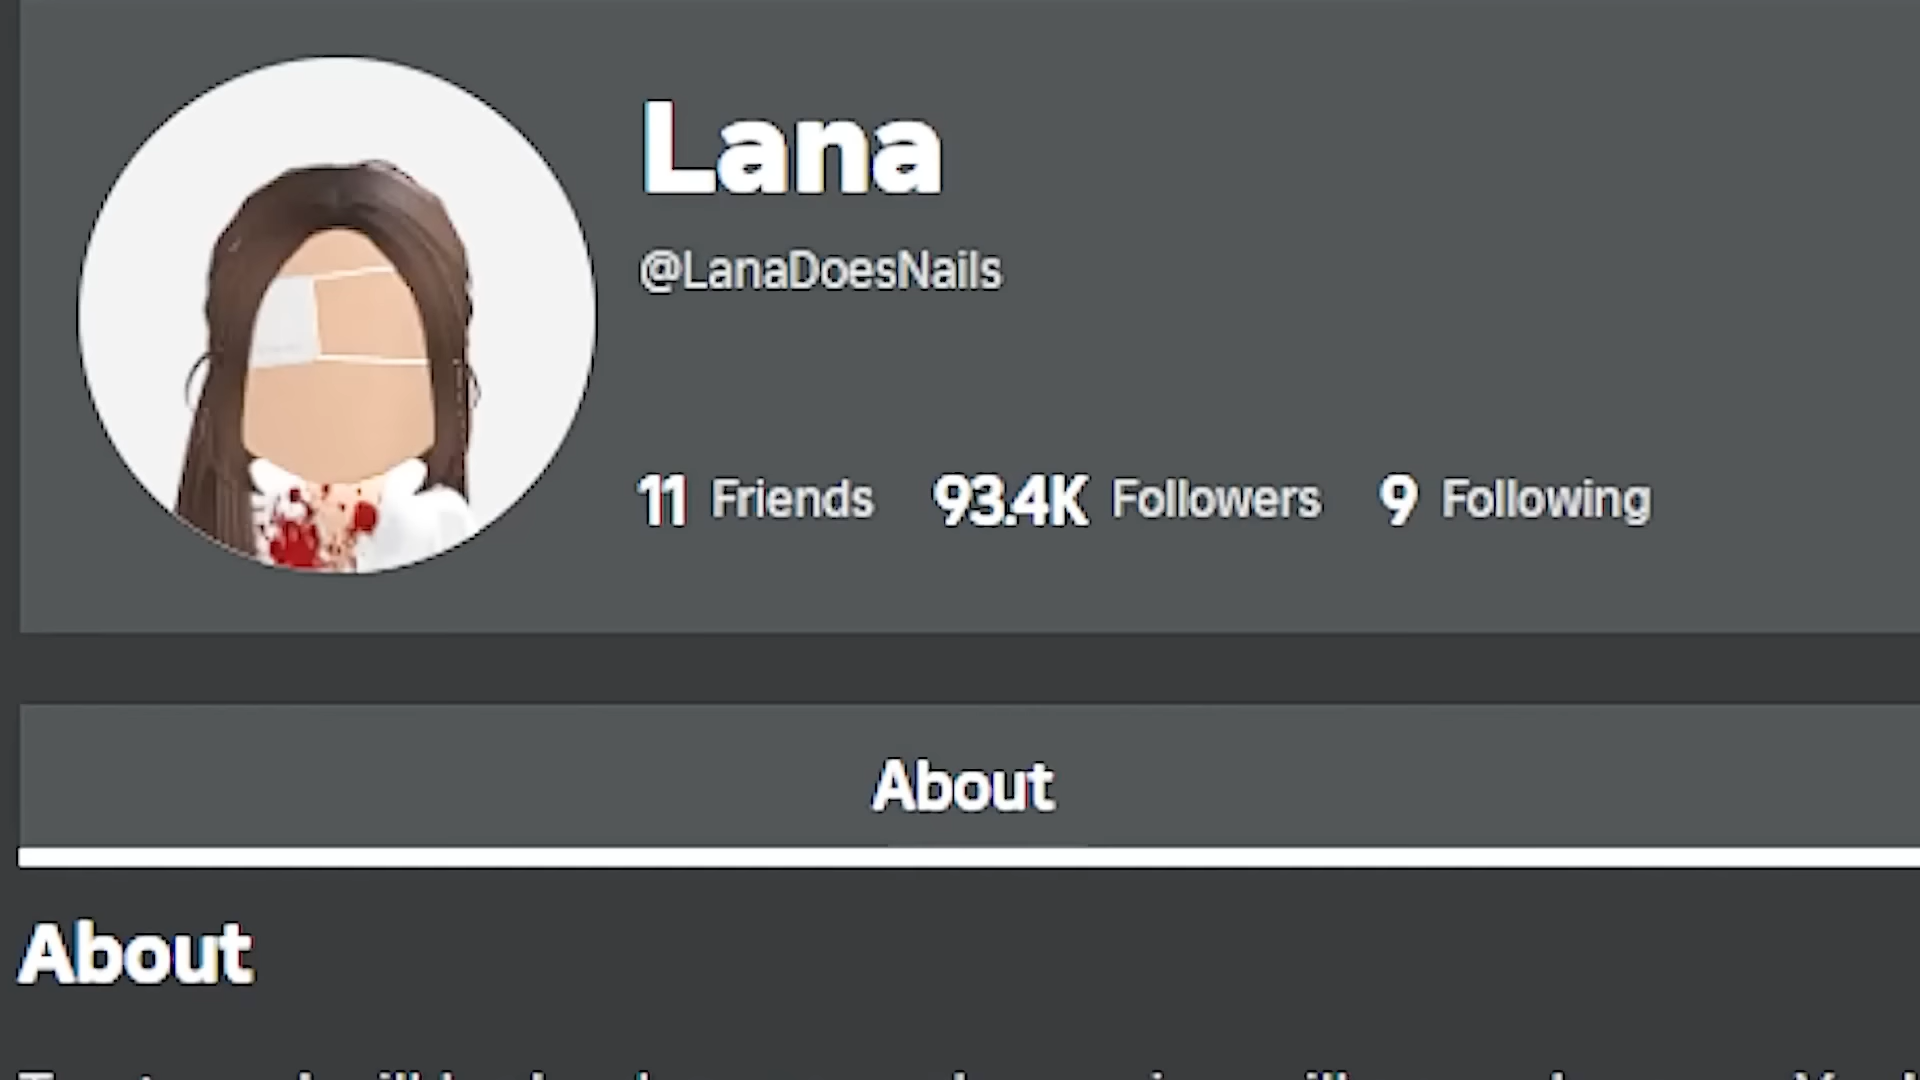 Lana
@LanaDoesNails
11 Friends 93.4K Followers 9 Following
About
About